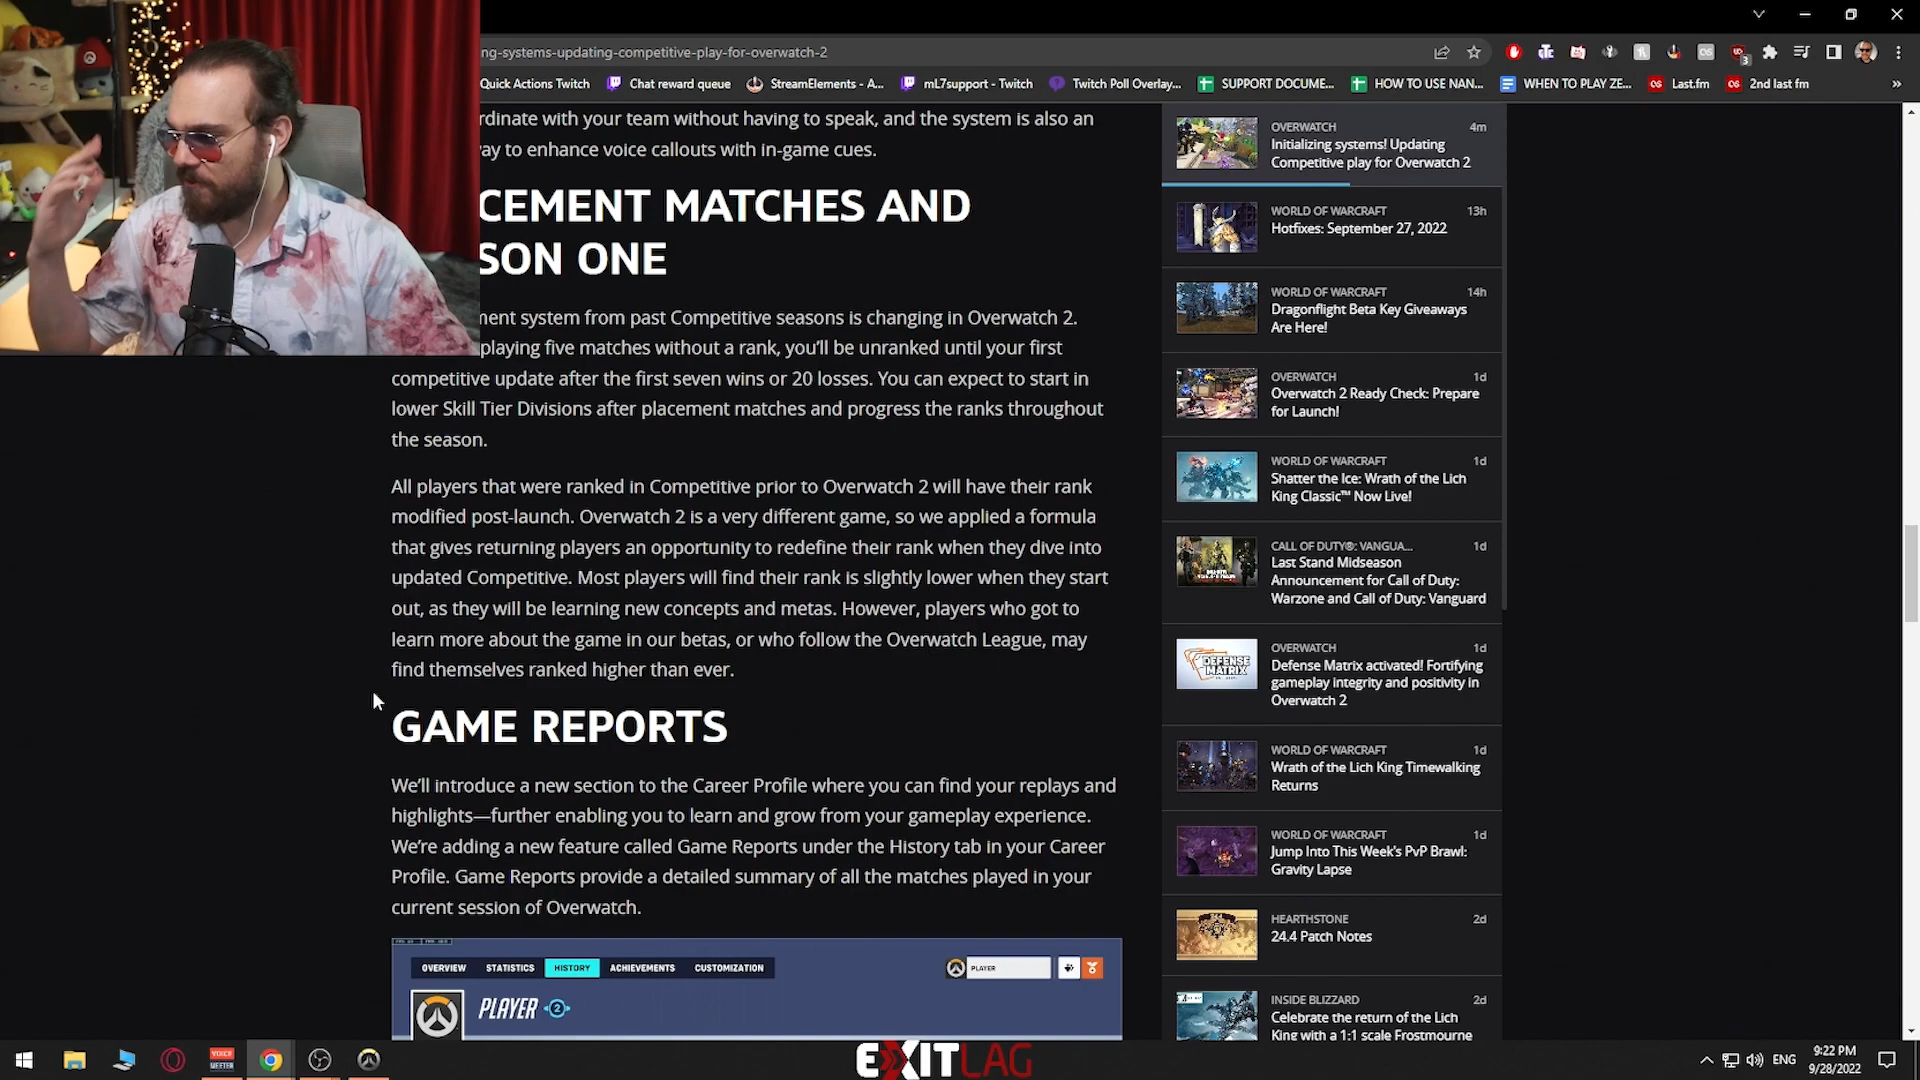 ng-systems-updating-competitive-play-for-overwatch-2
Quick Actions Twitch
Chat reward queue
StreamElements - A...
mL7support - Twitch
Twitch Poll Overlay...
SUPPORT DOCUME...
HOW TO USE NAN...
WHEN TO PLAY ZE...
Last.fm
2nd last fm
rdinate with your team without having to speak, and the system is also an
ay to enhance voice callouts with in-game cues.
CEMENT MATCHES AND
SON ONE
ment system from past Competitive seasons is changing in Overwatch 2.
playing five matches without a rank, you'll be unranked until your first
competitive update after the first seven wins or 20 losses. You can expect to start in
lower Skill Tier Divisions after placement matches and progress the ranks throughout
the season.
All players that were ranked in Competitive prior to Overwatch 2 will have their rank
modified post-launch. Overwatch 2 is a very different game, so we applied a formula
that gives returning players an opportunity to redefine their rank when they dive into
updated Competitive. Most players will find their rank is slightly lower when they start
out, as they will be learning new concepts and metas. However, players who got to
learn more about the game in our betas, or who follow the Overwatch League, may
find themselves ranked higher than ever.
GAME REPORTS
We'll introduce a new section to the Career Profile where you can find your replays and
highlights—further enabling you to learn and grow from your gameplay experience.
We're adding a new feature called Game Reports under the History tab in your Career
Profile. Game Reports provide a detailed summary of all the matches played in your
current session of Overwatch.
OVERVIEW
STATISTICS
HISTORY
ACHIEVEMENTS
CUSTOMIZATION
PLAYER
PLAYER
2
OVERWATCH 4m
Initializing systems! Updating
Competitive play for Overwatch 2
WORLD OF WARCRAFT 13h
Hotfixes: September 27, 2022
WORLD OF WARCRAFT 14h
Dragonflight Beta Key Giveaways
Are Here!
OVERWATCH 1d
Overwatch 2 Ready Check: Prepare
for Launch!
WORLD OF WARCRAFT 1d
Shatter the Ice: Wrath of the Lich
King Classic™ Now Live!
CALL OF DUTY®: VANGUA... 1d
Last Stand Midseason
Announcement for Call of Duty:
Warzone and Call of Duty: Vanguard
DEFENSE
MATRIX
OVERWATCH 1d
Defense Matrix activated! Fortifying
gameplay integrity and positivity in
Overwatch 2
WORLD OF WARCRAFT 1d
Wrath of the Lich King Timewalking
Returns
WORLD OF WARCRAFT 1d
Jump Into This Week's PvP Brawl:
Gravity Lapse
HEARTHSTONE 2d
24.4 Patch Notes
INSIDE BLIZZARD 2d
Celebrate the return of the Lich
King with a 1:1 scale Frostmourne
VOICE
MEETER
EXITLAG
ENG
9:22 PM
9/28/2022